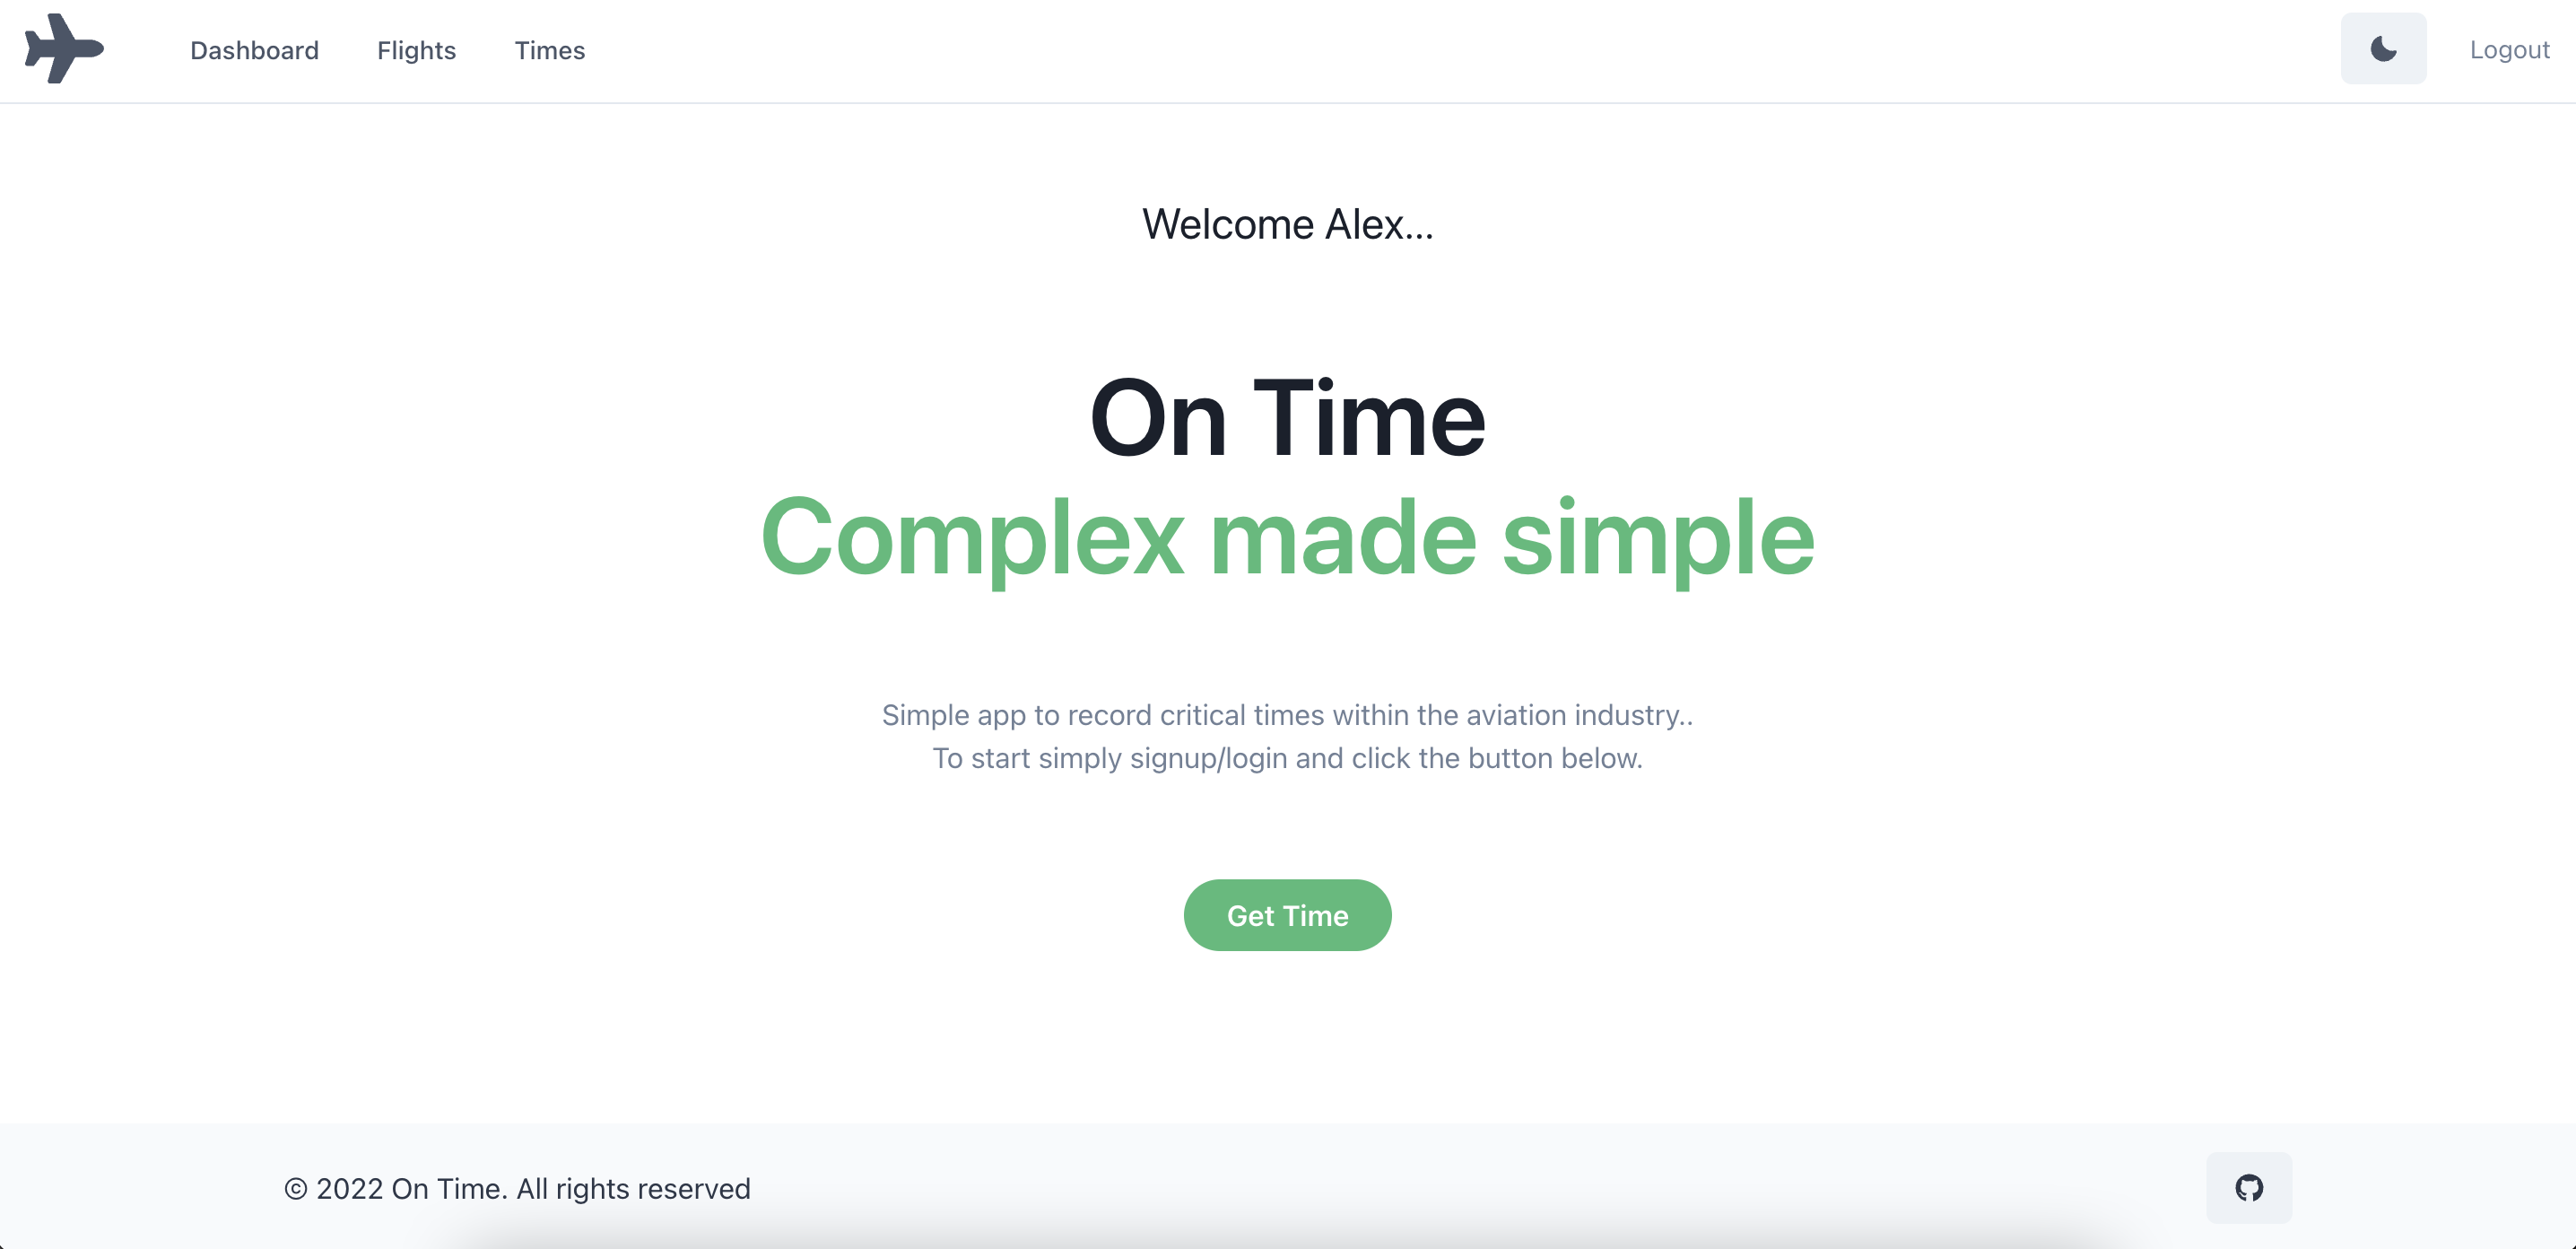 Dashboard Flights Times Logout
Welcome Alex...
On Time
Complex made simple
Simple app to record critical times within the aviation industry..
To start simply signup/login and click the button below.
Get Time
© 2022 On Time. All rights reserved